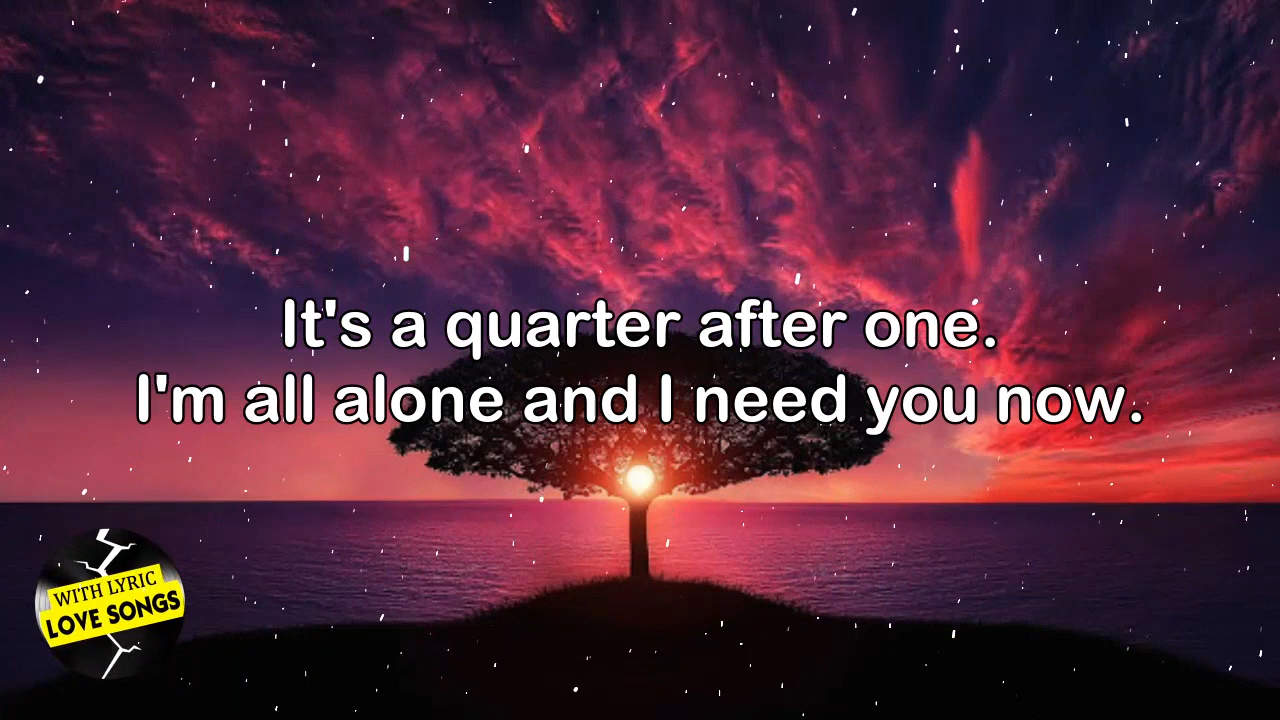 It's a quarter after one.
I'm all alone and I need you now.
WITH LYRIC
LOVE SONGS